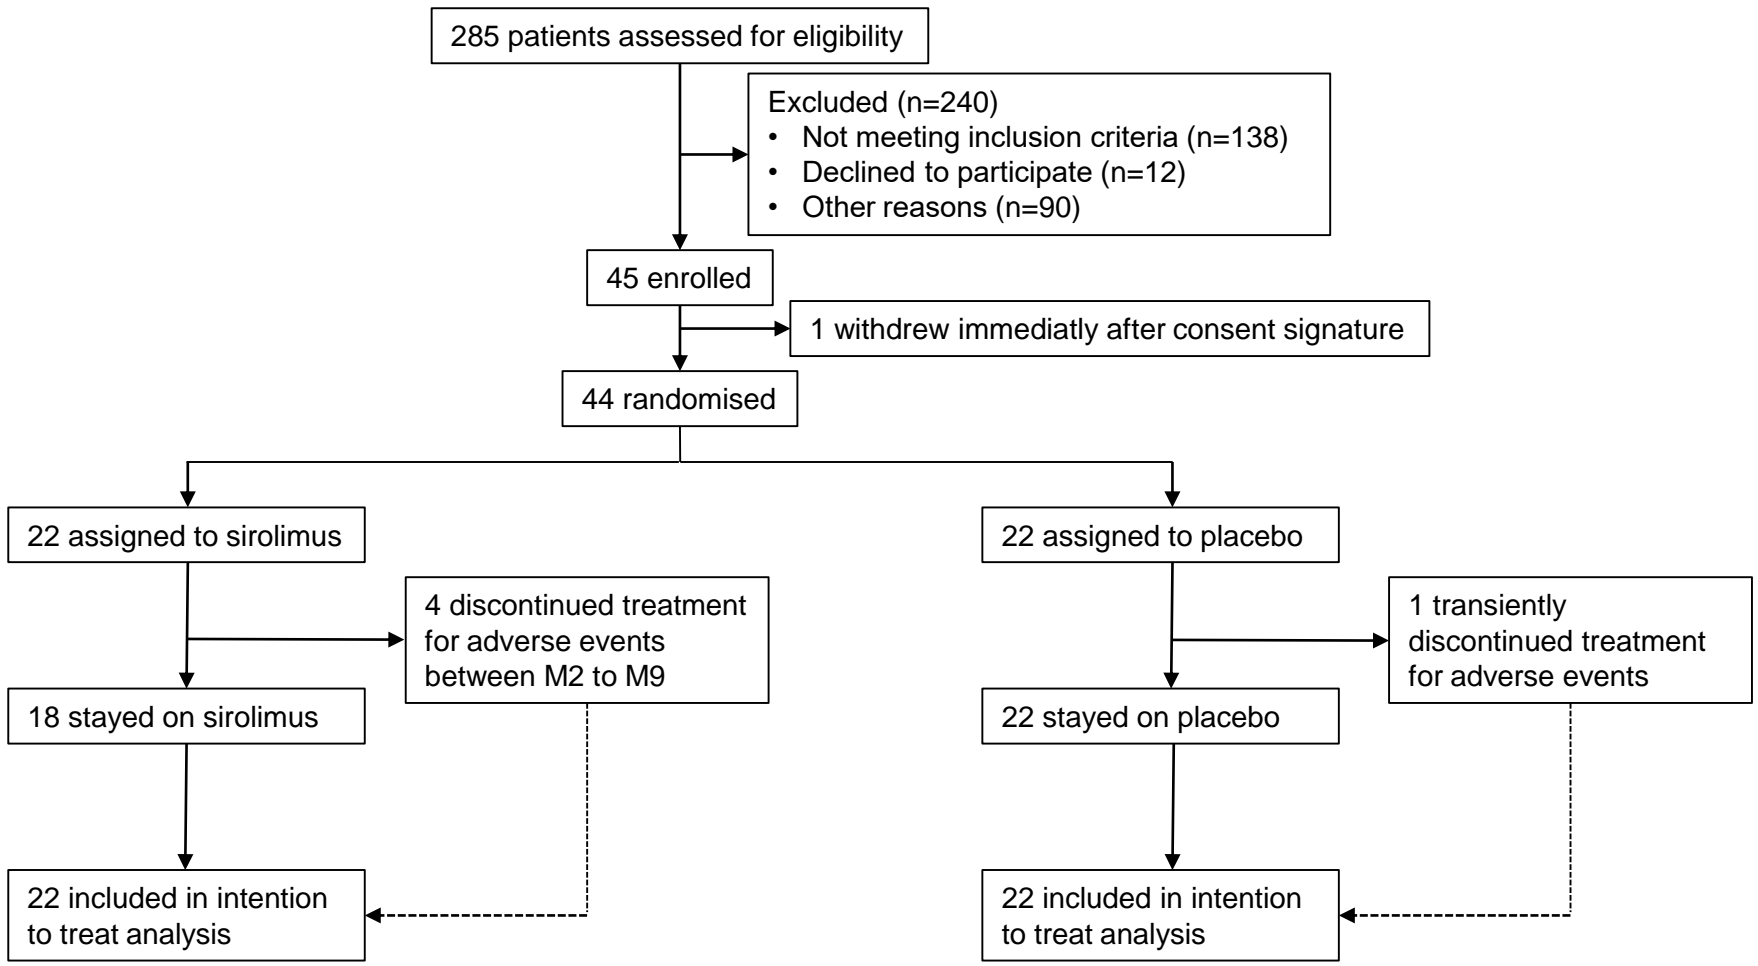 285 patients assessed for eligibility
Excluded (n=240)
• Not meeting inclusion criteria (n=138)
• Declined to participate (n=12)
• Other reasons (n=90)
45 enrolled
1 withdrew immediatly after consent signature
44 randomised
22 assigned to sirolimus
22 assigned to placebo
4 discontinued treatment
for adverse events
between M2 to M9
1 transiently
discontinued treatment
for adverse events
18 stayed on sirolimus
22 stayed on placebo
22 included in intention
to treat analysis
22 included in intention
to treat analysis